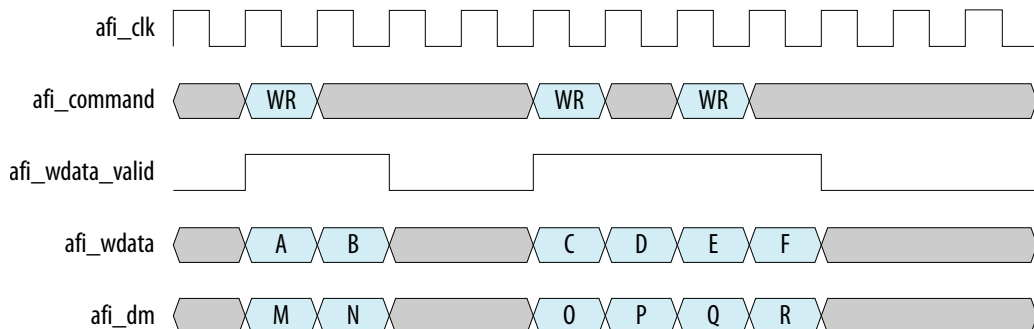 afi_clk
afi_command WR WR WR
afi_wdata_valid
afi_wdata A B C D E F
afi_dm M N O P Q R